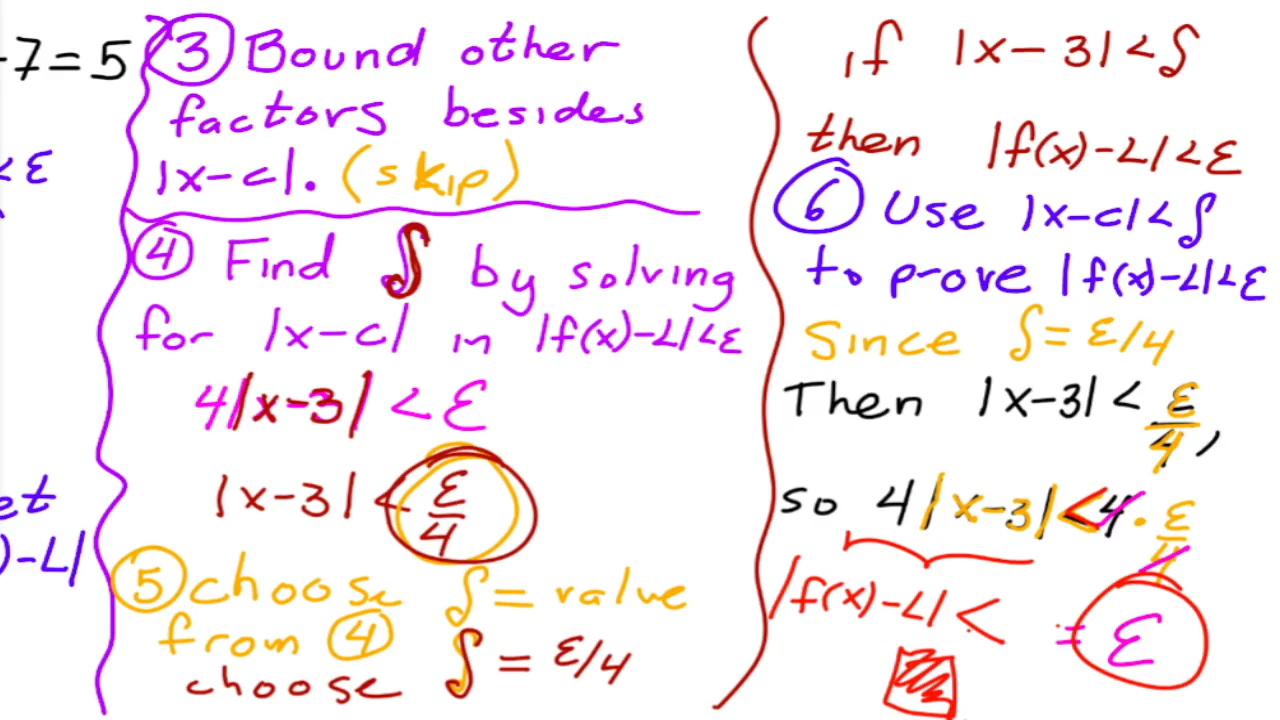 -7=5
<ε
et
)-L|
③ Bound other
factors besides
|x-c|. (skip)
④ Find δ by solving
for |x-c| in |f(x)-L|<ε
4|x-3| < ε
|x-3| < ε/4
⑤ choose δ = value
from ④
choose δ = ε/4
if |x-3|<δ
then |f(x)-L|<ε
⑥ Use |x-c|<δ
to prove |f(x)-L|<ε
Since δ = ε/4
Then |x-3| < ε/4,
so 4|x-3|<4·ε/4
|f(x)-L| < = ε